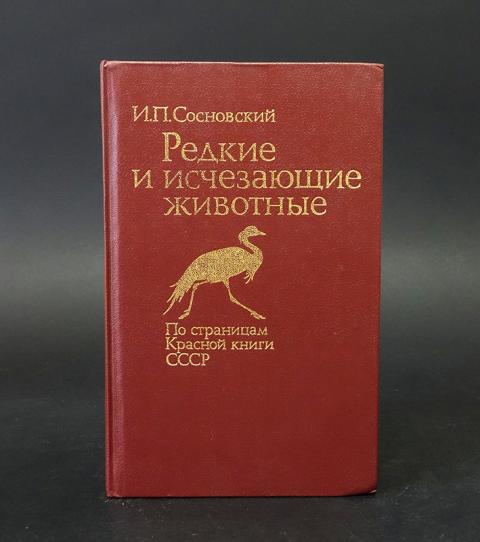 И.П.Сосновский
Редкие
и исчезающие
животные
По страницам
Красной книги
СССР